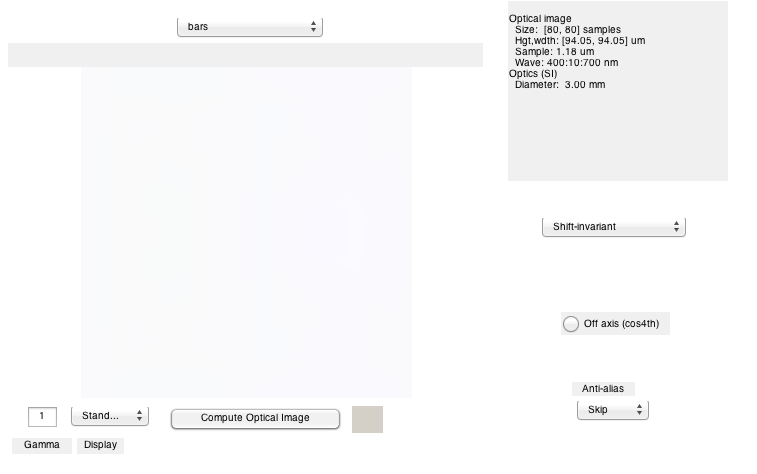 bars
Optical image
Size: [80, 80] samples
Hgt,wdth: [94.05, 94.05] um
Sample: 1.18 um
Wave: 400:10:700 nm
Optics (SI)
Diameter: 3.00 mm
Shift-invariant
Off axis (cos4th)
Anti-alias
Skip
1
Stand...
Compute Optical Image
Gamma
Display